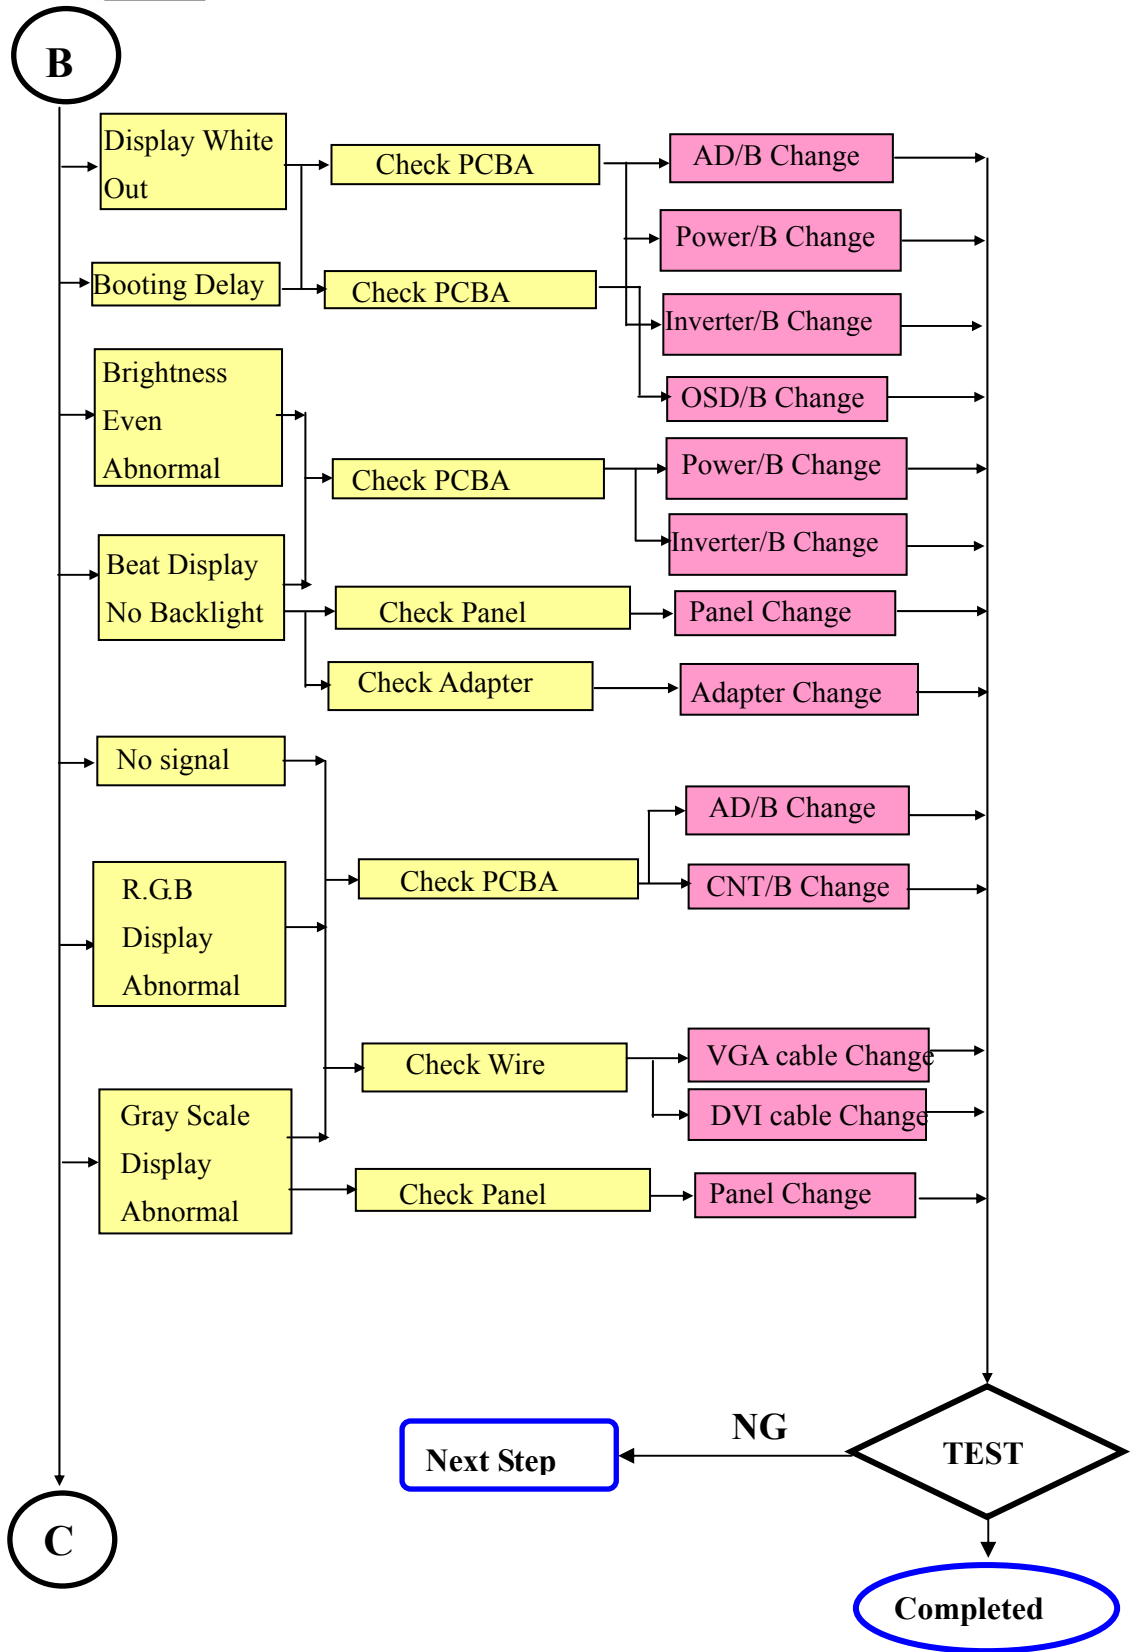 B
Display White
Out
Check PCBA
AD/B Change
Power/B Change
Booting Delay
Check PCBA
Inverter/B Change
OSD/B Change
Brightness
Even
Abnormal
Check PCBA
Power/B Change
Inverter/B Change
Beat Display
No Backlight
Check Panel
Panel Change
Check Adapter
Adapter Change
No signal
AD/B Change
R.G.B
Display
Abnormal
Check PCBA
CNT/B Change
Check Wire
VGA cable Change
DVI cable Change
Gray Scale
Display
Abnormal
Check Panel
Panel Change
TEST
NG
Next Step
C
Completed